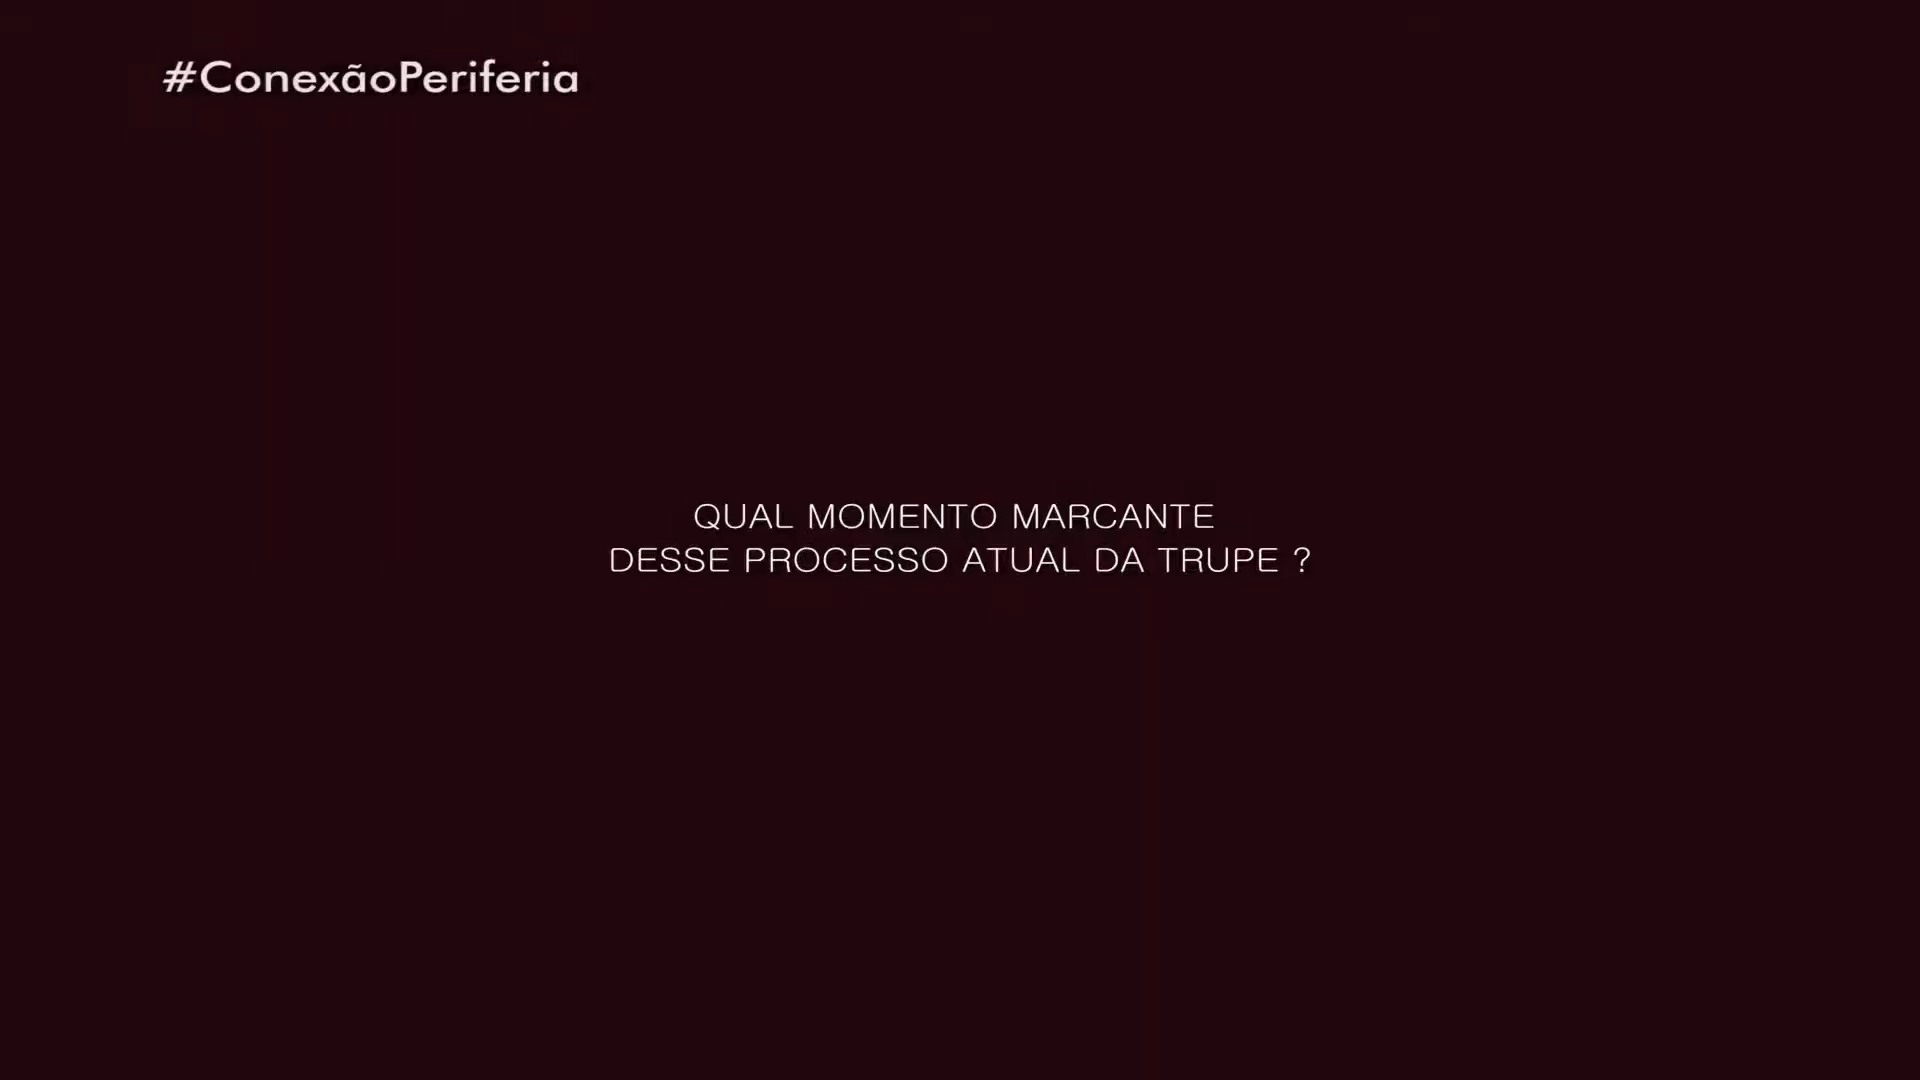 #ConexãoPeriferia
QUAL MOMENTO MARCANTE
DESSE PROCESSO ATUAL DA TRUPE ?